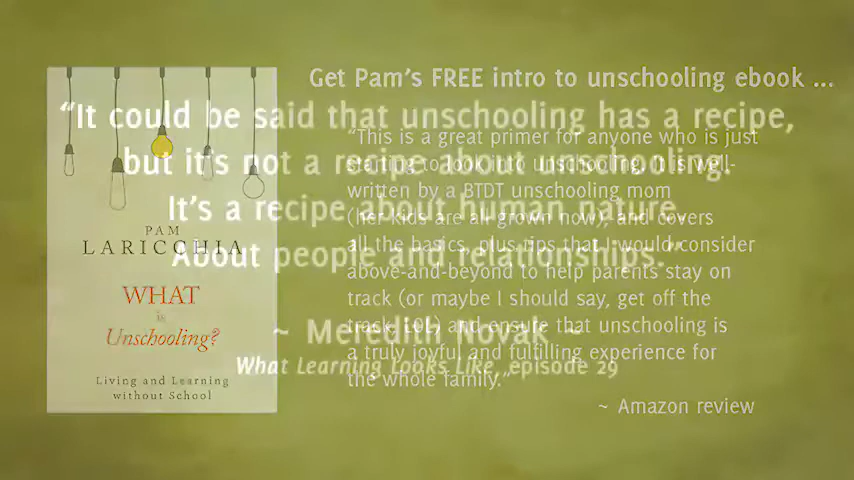 Get Pam's FREE intro to unschooling ebook ...
"It could be said that unschooling has a recipe,
but it's not a recipe about unschooling.
It's a recipe about human nature.
About people and relationships."
~ Meredith Novak ~
What Learning Looks Like, episode 29
"This is a great primer for anyone who is just
starting to look into unschooling. It is well-
written by a BTDT unschooling mom
(her kids are all grown now), and covers
all the basics, plus tips that I would consider
above-and-beyond to help parents stay on
track (or maybe I should say, get off the
track, LOL) and ensure that unschooling is
a truly joyful and fulfilling experience for
the whole family."
~ Amazon review
PAM
LARICCHIA
WHAT
is
Unschooling?
Living and Learning
without School